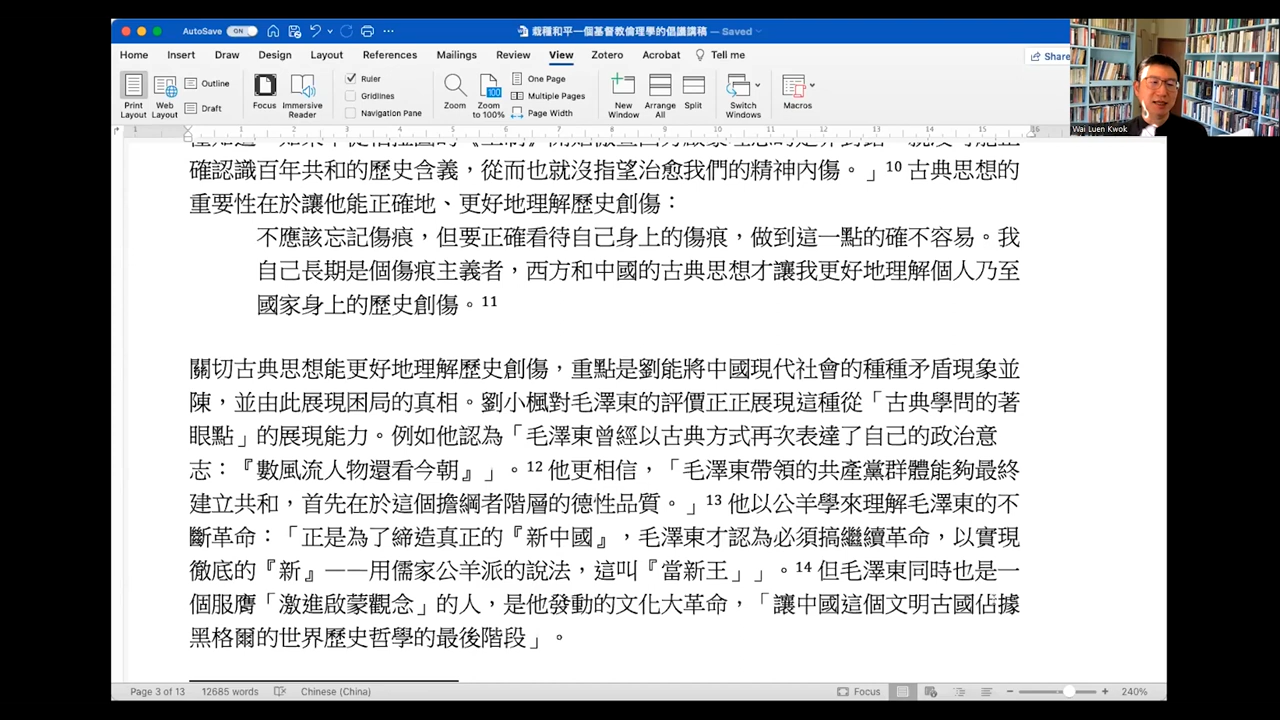 AutoSave ON 栽種和平一個基督教倫理學的倡議講稿 — Saved
Home Insert Draw Design Layout References Mailings Review View Zotero Acrobat Tell me Share
Print Layout Web Layout Outline Draft Focus Immersive Reader Ruler Gridlines Navigation Pane Zoom Zoom to 100% One Page Multiple Pages Page Width New Window Arrange All Split Switch Windows Macros
Wai Luen Kwok
確認識百年共和的歷史含義，從而也就沒指望治愈我們的精神內傷。」10 古典思想的
重要性在於讓他能正確地、更好地理解歷史創傷：
不應該忘記傷痕，但要正確看待自己身上的傷痕，做到這一點的確不容易。我
自己長期是個傷痕主義者，西方和中國的古典思想才讓我更好地理解個人乃至
國家身上的歷史創傷。11
關切古典思想能更好地理解歷史創傷，重點是劉能將中國現代社會的種種矛盾現象並
陳，並由此展現困局的真相。劉小楓對毛澤東的評價正正展現這種從「古典學問的著
眼點」的展現能力。例如他認為「毛澤東曾經以古典方式再次表達了自己的政治意
志：『數風流人物還看今朝』」。12 他更相信，「毛澤東帶領的共產黨群體能夠最終
建立共和，首先在於這個擔綱者階層的德性品質。」13 他以公羊學來理解毛澤東的不
斷革命：「正是為了締造真正的『新中國』，毛澤東才認為必須搞繼續革命，以實現
徹底的『新』——用儒家公羊派的說法，這叫『當新王」」。14 但毛澤東同時也是一
個服膺「激進啟蒙觀念」的人，是他發動的文化大革命，「讓中國這個文明古國佔據
黑格爾的世界歷史哲學的最後階段」。
Page 3 of 13 12685 words Chinese (China) Focus 240%